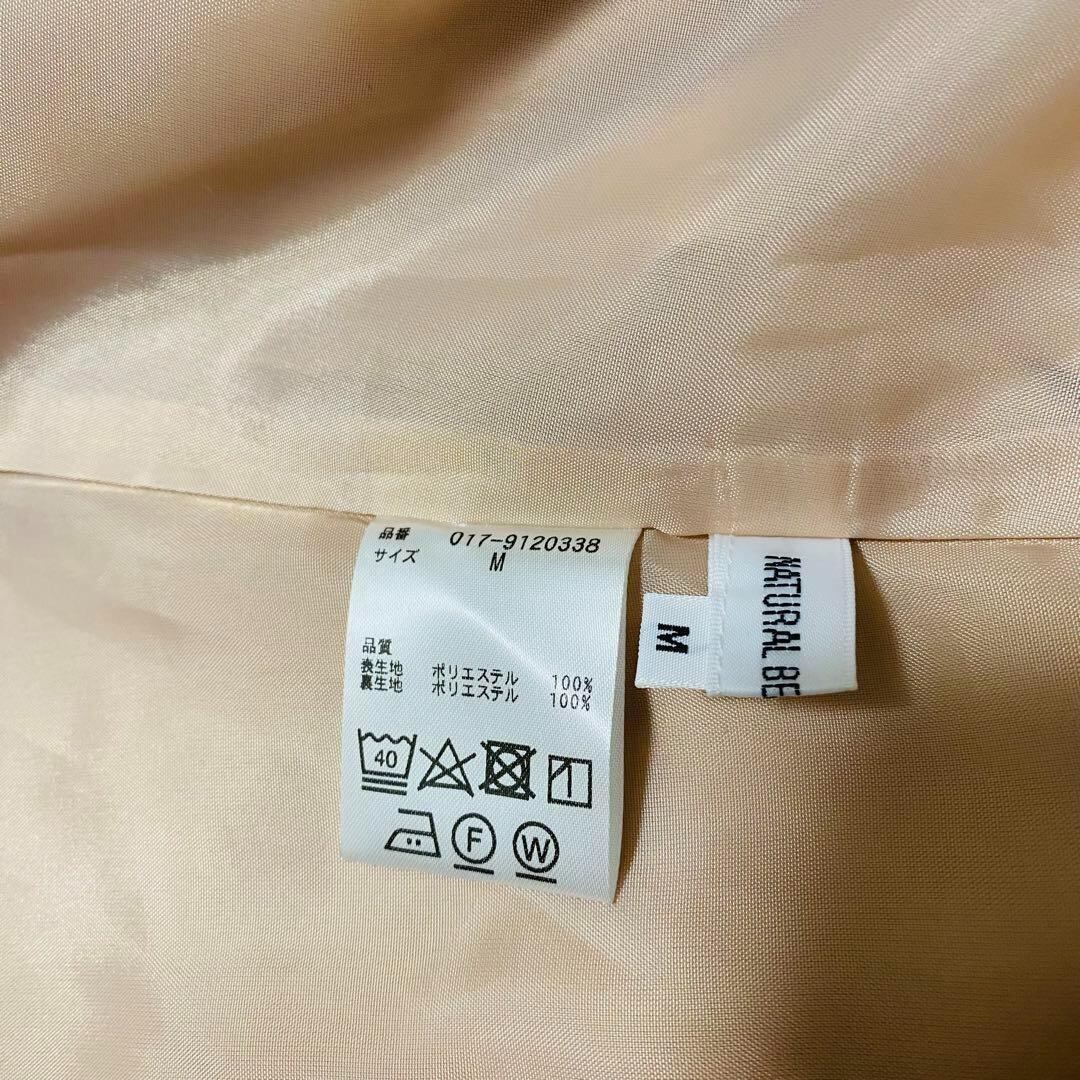 品番 017-9120338
サイズ M
品質
表生地 ポリエステル 100%
裏生地 ポリエステル 100%
40
F W
M
NATURAL BE